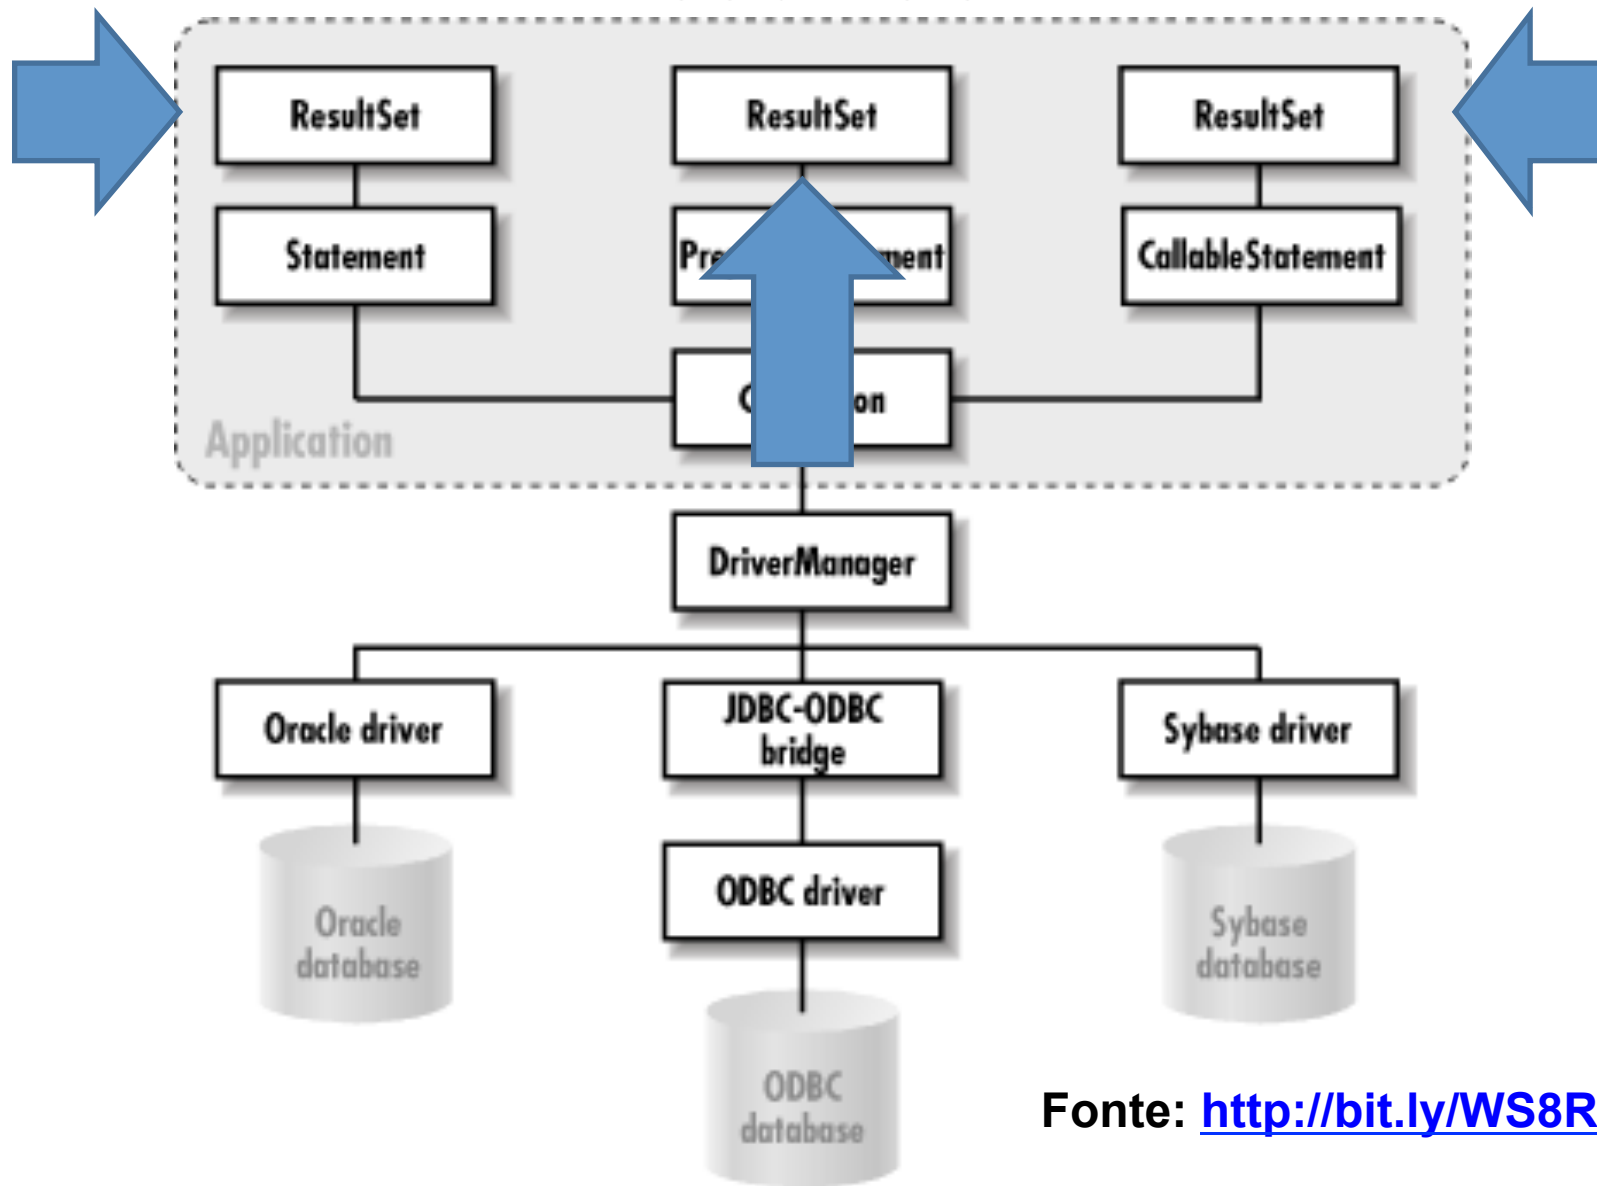 ResultSet
ResultSet
ResultSet
Statement
CallableStatement
Application
DriverManager
Oracle driver
JDBC-ODBC
bridge
Sybase driver
ODBC driver
Oracle
database
Sybase
database
ODBC
database
Fonte: http://bit.ly/WS8R